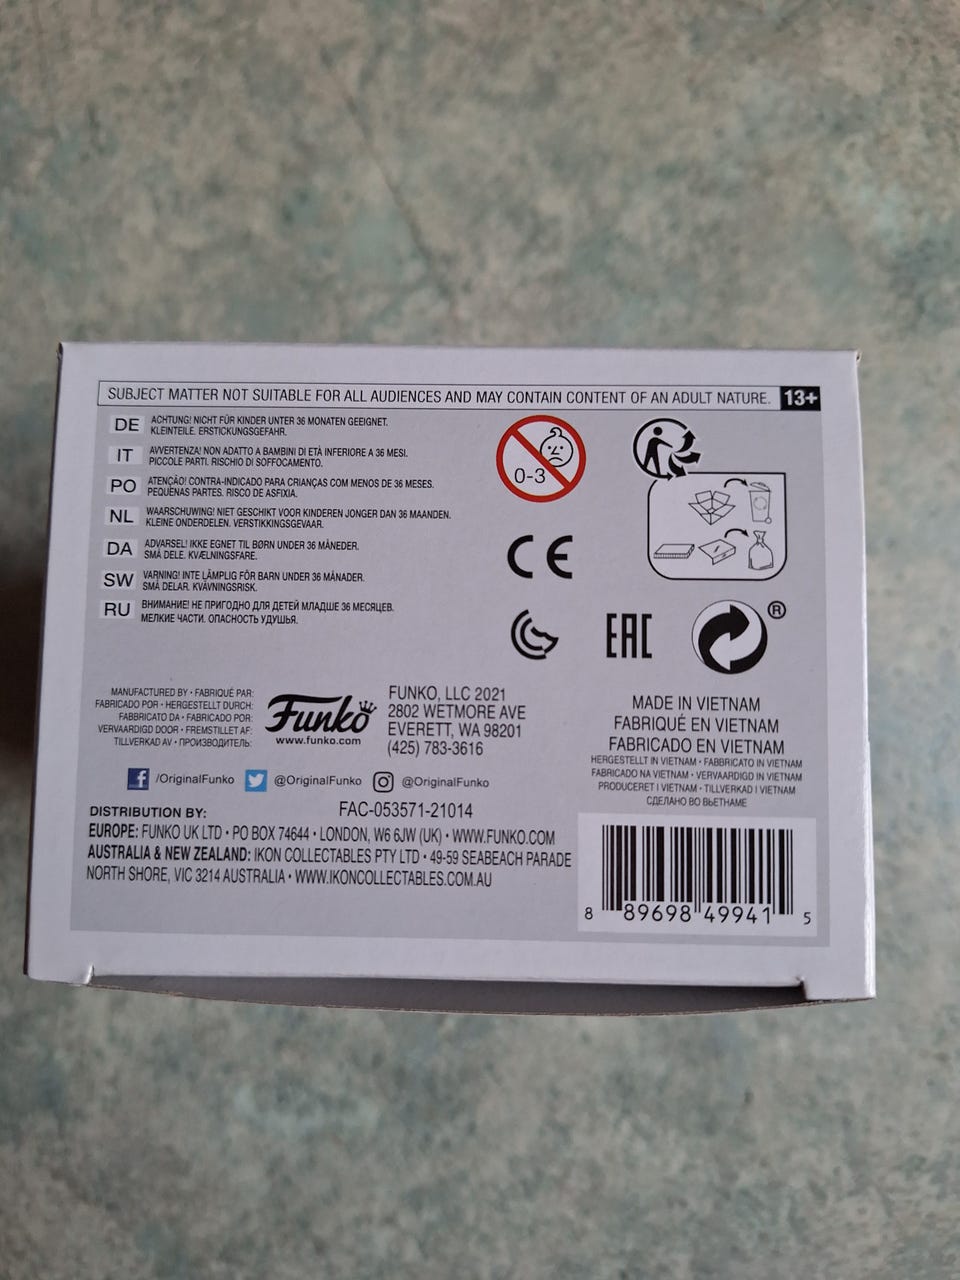 SUBJECT MATTER NOT SUITABLE FOR ALL AUDIENCES AND MAY CONTAIN CONTENT OF AN ADULT NATURE. 13+
DE ACHTUNG! NICHT FÜR KINDER UNTER 36 MONATEN GEEIGNET.
KLEINTEILE. ERSTICKUNGSGEFAHR.
IT AVVERTENZA! NON ADATTO A BAMBINI DI ETÀ INFERIORE A 36 MESI.
PICCOLE PARTI. RISCHIO DI SOFFOCAMENTO.
PO ATENÇÃO! CONTRA-INDICADO PARA CRIANÇAS COM MENOS DE 36 MESES.
PEQUENAS PARTES. RISCO DE ASFIXIA.
NL WAARSCHUWING! NIET GESCHIKT VOOR KINDEREN JONGER DAN 36 MAANDEN.
KLEINE ONDERDELEN. VERSTIKKINGSGEVAAR.
DA ADVARSEL! IKKE EGNET TIL BØRN UNDER 36 MÅNEDER.
SMÅ DELE. KVÆLNINGSFARE.
SW VARNING! INTE LÄMPLIG FÖR BARN UNDER 36 MÅNADER.
SMÅ DELAR. KVÄVNINGSRISK.
RU ВНИМАНИЕ! НЕ ПРИГОДНО ДЛЯ ДЕТЕЙ МЛАДШЕ 36 МЕСЯЦЕВ.
МЕЛКИЕ ЧАСТИ. ОПАСНОСТЬ УДУШЬЯ.
0-3
CE
EAC
®
MANUFACTURED BY • FABRIQUÉ PAR:
FABRICADO POR • HERGESTELLT DURCH:
FABBRICATO DA • FABRICADO POR:
VERVAARDIGD DOOR • FREMSTILLET AF:
TILLVERKAD AV • ПРОИЗВОДИТЕЛЬ:
Funko
www.funko.com
FUNKO, LLC 2021
2802 WETMORE AVE
EVERETT, WA 98201
(425) 783-3616
MADE IN VIETNAM
FABRIQUÉ EN VIETNAM
FABRICADO EN VIETNAM
HERGESTELLT IN VIETNAM • FABBRICATO IN VIETNAM
FABRICADO NA VIETNAM • VERVAARDIGD IN VIETNAM
PRODUCERET I VIETNAM • TILLVERKAD I VIETNAM
СДЕЛАНО ВО ВЬЕТНАМЕ
f /OriginalFunko @OriginalFunko @OriginalFunko
DISTRIBUTION BY: FAC-053571-21014
EUROPE: FUNKO UK LTD • PO BOX 74644 • LONDON, W6 6JW (UK) • WWW.FUNKO.COM
AUSTRALIA & NEW ZEALAND: IKON COLLECTABLES PTY LTD • 49-59 SEABEACH PARADE
NORTH SHORE, VIC 3214 AUSTRALIA • WWW.IKONCOLLECTABLES.COM.AU
8 89698 49941 5